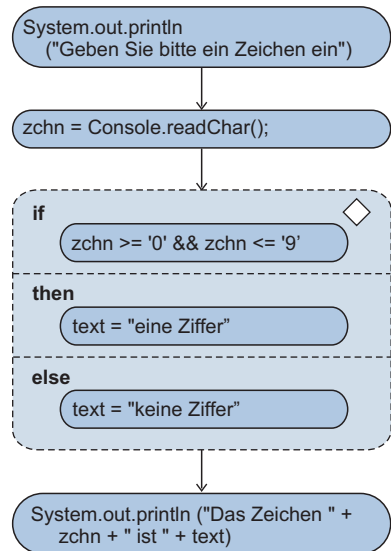 System.out.println
("Geben Sie bitte ein Zeichen ein")
zchn = Console.readChar();
if
zchn >= '0' && zchn <= '9’
then
text = "eine Ziffer”
else
text = "keine Ziffer”
System.out.println ("Das Zeichen " +
zchn + " ist " + text)